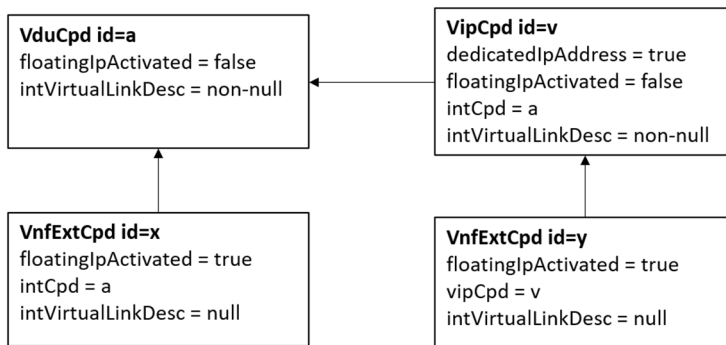 VduCpd id=a
floatingIpActivated = false
intVirtualLinkDesc = non-null
VipCpd id=v
dedicatedIpAddress = true
floatingIpActivated = false
intCpd = a
intVirtualLinkDesc = non-null
VnfExtCpd id=x
floatingIpActivated = true
intCpd = a
intVirtualLinkDesc = null
VnfExtCpd id=y
floatingIpActivated = true
vipCpd = v
intVirtualLinkDesc = null